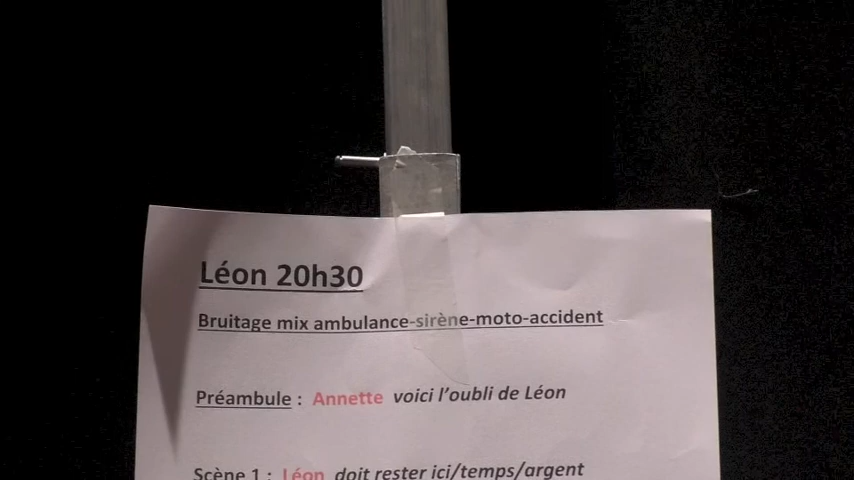 Léon 20h30
Bruitage mix ambulance-sirène-moto-accident
Préambule : Annette voici l'oubli de Léon
Scène 1 : Léon doit rester ici/temps/argent